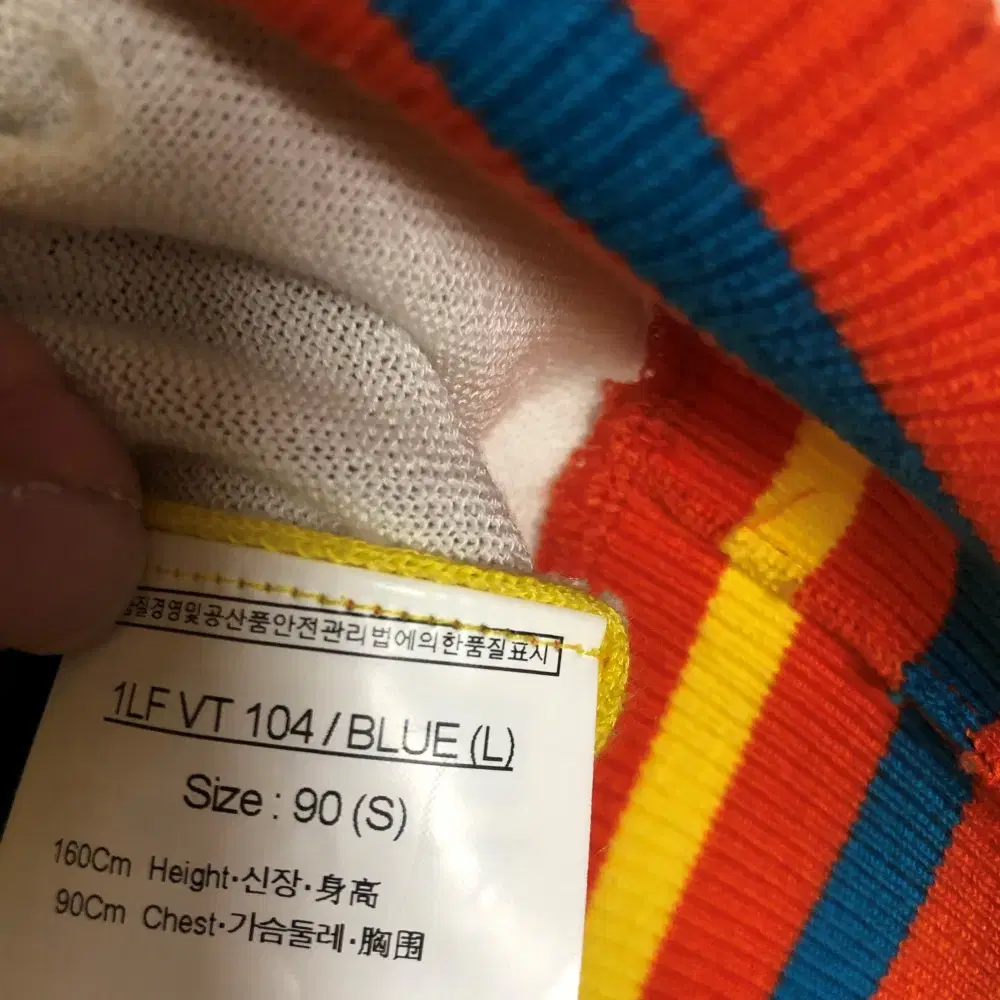 품질경영및공산품안전관리법에의한품질표시
1LF VT 104 / BLUE (L)
Size : 90 (S)
160Cm Height·신장·身高
90Cm Chest·가슴둘레·胸围